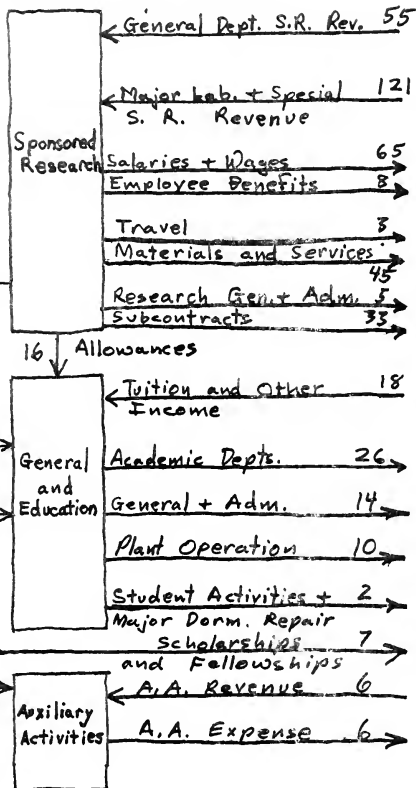 General Dept. S.R. Rev. 55
Major Lab. + Special 121
S. R. Revenue
Sponsored
Research
Salaries + Wages 65
Employee Benefits 8
Travel 3
Materials and Services
45
Research Gen. + Adm. 5
Subcontracts 33
16 Allowances
Tuition and Other 18
Income
General
and
Education
Academic Depts. 26
General + Adm. 14
Plant Operation 10
Student Activities + 2
Major Dorm. Repair
Scholarships 7
and Fellowships
Auxiliary
Activities
A.A. Revenue 6
A.A. Expense 6